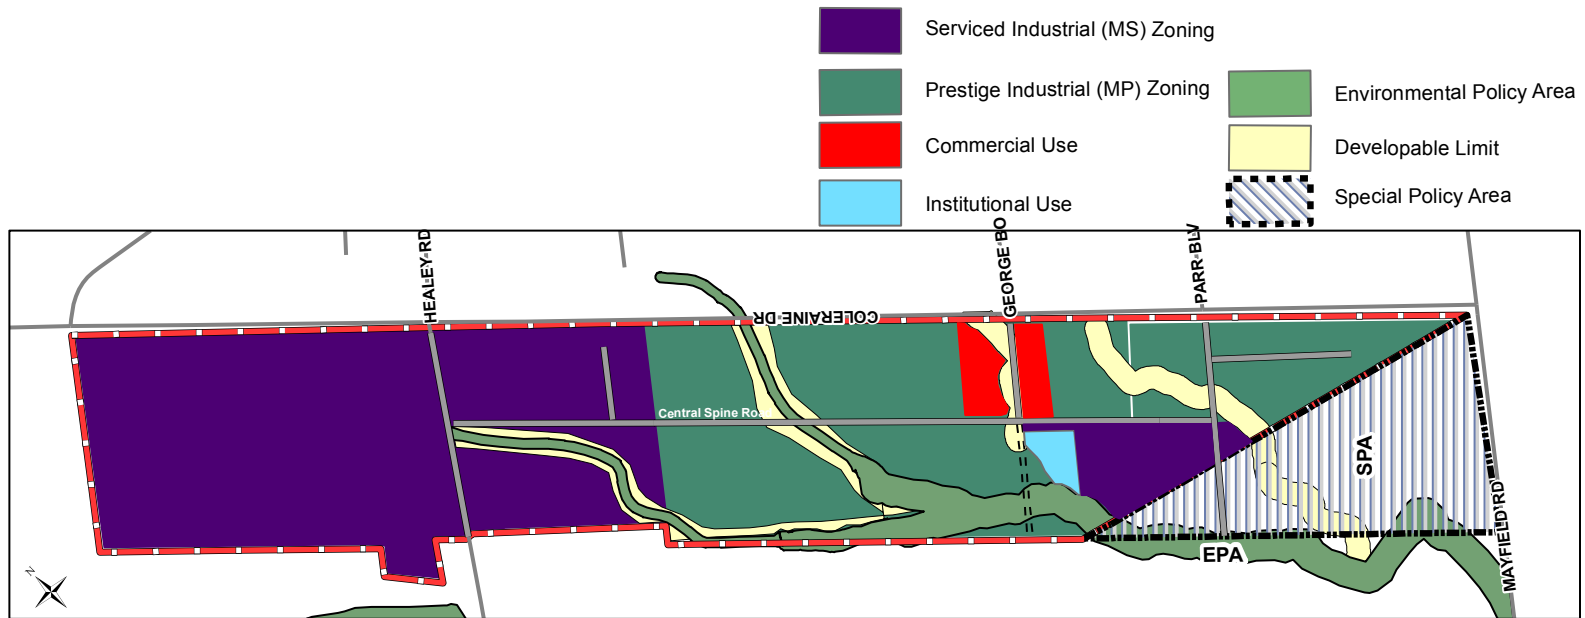 Serviced Industrial (MS) Zoning
Prestige Industrial (MP) Zoning
Environmental Policy Area
Commercial Use
Developable Limit
Institutional Use
Special Policy Area
HEALEY RD
COLERAINE DR
GEORGE BO
PARR BLV
Central Spine Road
SPA
EPA
MAYFIELD RD
N